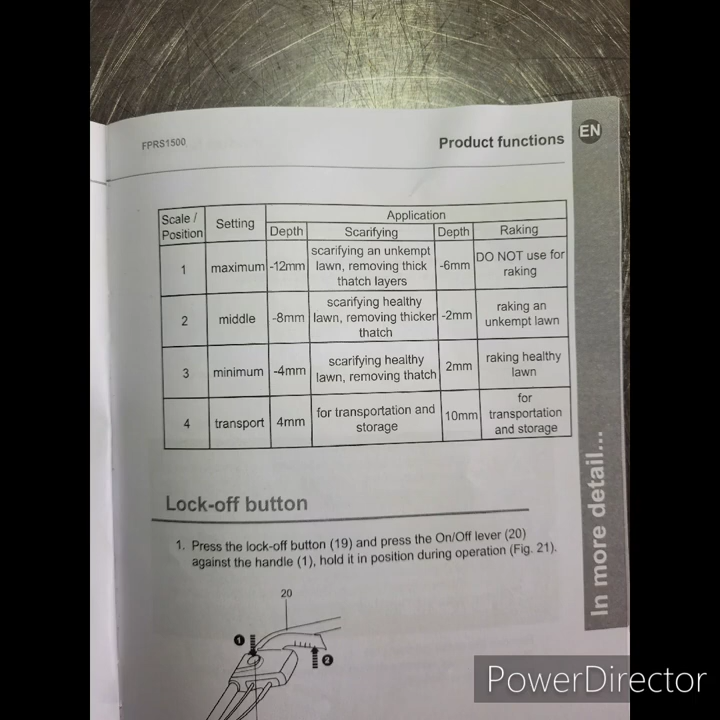 FPRS1500
Product functions
EN
Scale / Position Setting Application
Depth Scarifying Depth Raking
1 maximum -12mm scarifying an unkempt lawn, removing thick thatch layers -6mm DO NOT use for raking
2 middle -8mm scarifying healthy lawn, removing thicker thatch -2mm raking an unkempt lawn
3 minimum -4mm scarifying healthy lawn, removing thatch 2mm raking healthy lawn
4 transport 4mm for transportation and storage 10mm for transportation and storage
Lock-off button
1. Press the lock-off button (19) and press the On/Off lever (20)
against the handle (1), hold it in position during operation (Fig. 21).
20
1
2
In more detail...
PowerDirector